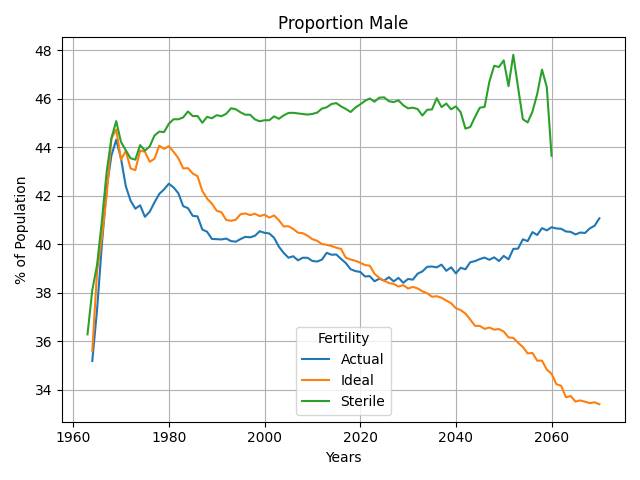 Proportion Male
% of Population
48
46
44
42
40
38
36
34
Fertility
Actual
Ideal
Sterile
1960 1980 2000 2020 2040 2060
Years